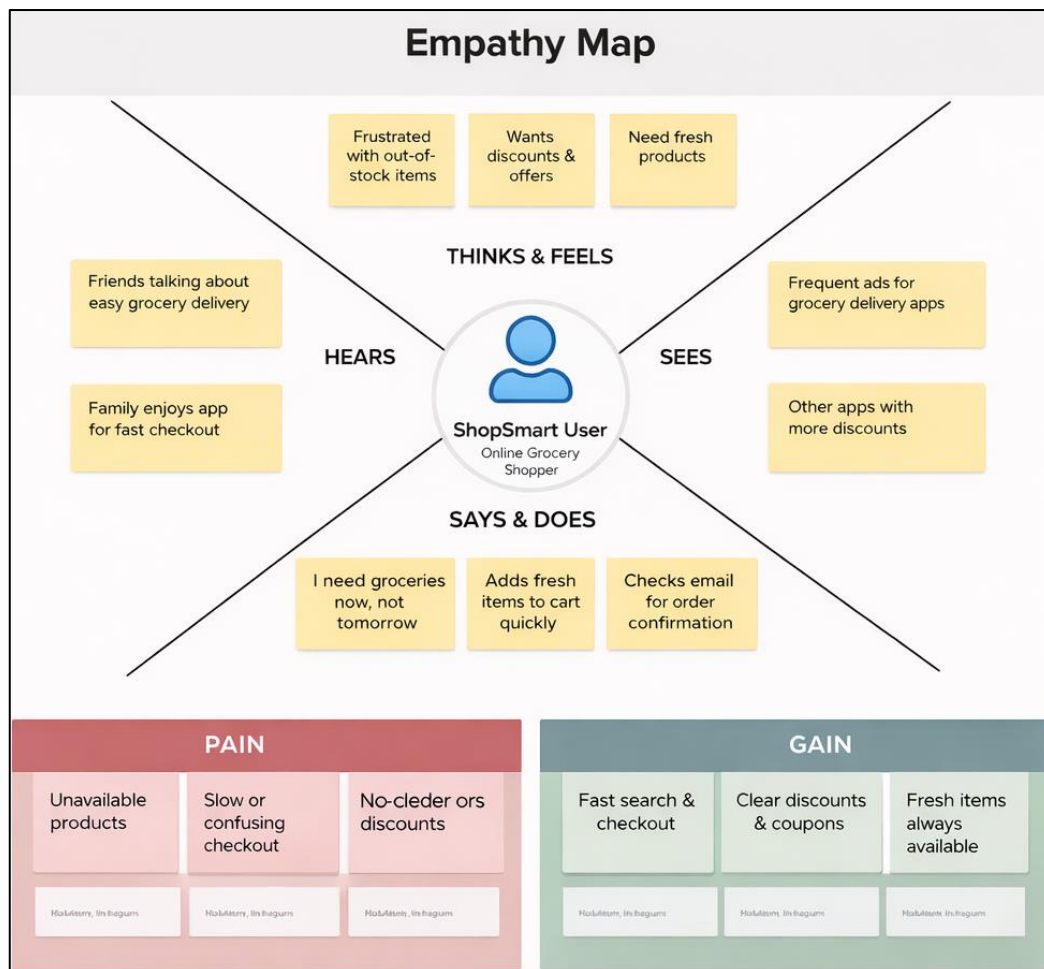 Empathy Map
Frustrated
with out-of-
stock items
Wants
discounts &
offers
Need fresh
products
THINKS & FEELS
Friends talking about
easy grocery delivery
Family enjoys app
for fast checkout
HEARS
SEES
Frequent ads for
grocery delivery apps
Other apps with
more discounts
ShopSmart User
Online Grocery
Shopper
SAYS & DOES
I need groceries
now, not
tomorrow
Adds fresh
items to cart
quickly
Checks email
for order
confirmation
PAIN
Unavailable
products
Slow or
confusing
checkout
No-cleder ors
discounts
GAIN
Fast search &
checkout
Clear discounts
& coupons
Fresh items
always
available